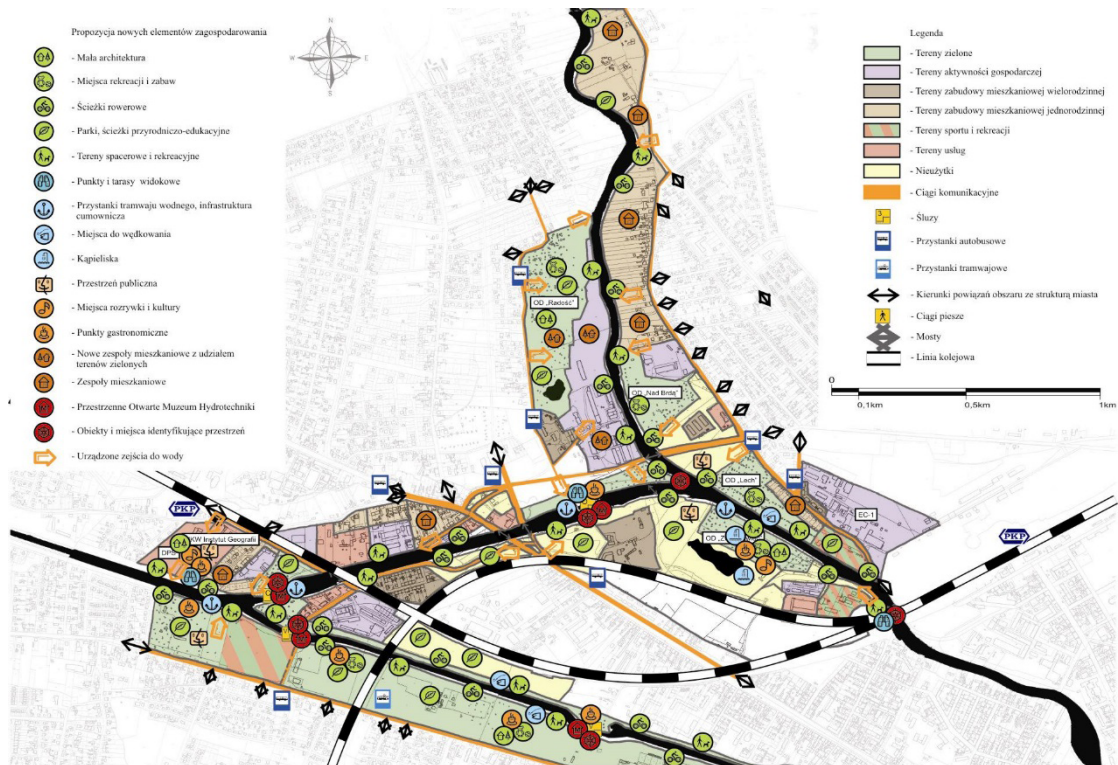 Propozycja nowych elementów zagospodarowania
- Mała architektura
- Miejsca rekreacji i zabaw
- Ścieżki rowerowe
- Parki, ścieżki przyrodniczo-edukacyjne
- Tereny spacerowe i rekreacyjne
- Punkty i tarasy widokowe
- Przystanki tramwaju wodnego, infrastruktura
cumownicza
- Miejsca do wędkowania
- Kąpieliska
- Przestrzeń publiczna
- Miejsca rozrywki i kultury
- Punkty gastronomiczne
- Nowe zespoły mieszkaniowe z udziałem
terenów zielonych
- Zespoły mieszkaniowe
- Przestrzenne Otwarte Muzeum Hydrotechniki
- Obiekty i miejsca identyfikujące przestrzeń
- Urządzone zejścia do wody
N
W
E
S
Legenda
- Tereny zielone
- Tereny aktywności gospodarczej
- Tereny zabudowy mieszkaniowej wielorodzinnej
- Tereny zabudowy mieszkaniowej jednorodzinnej
- Tereny sportu i rekreacji
- Tereny usług
- Nieużytki
- Ciągi komunikacyjne
- Śluzy
- Przystanki autobusowe
- Przystanki tramwajowe
- Kierunki powiązań obszaru ze strukturą miasta
- Ciągi piesze
- Mosty
- Linia kolejowa
0
0,1km
0,5km
1km
OD „Radość"
OD „Nad Brdą"
OD „Lech"
OD „Z
EC-1
PKP
PKP
KW Instytut Geografii
DPS